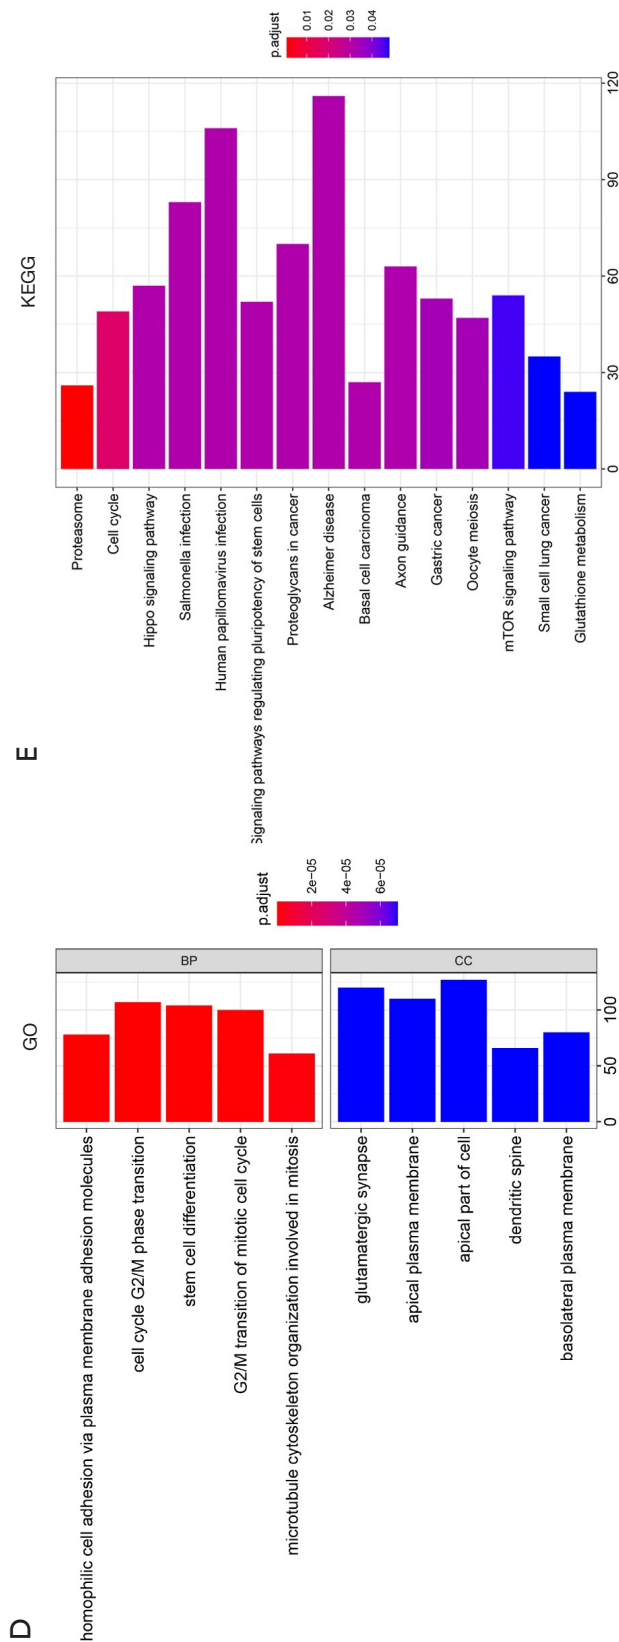 D
GO
homophilic cell adhesion via plasma membrane adhesion molecules
cell cycle G2/M phase transition
stem cell differentiation
G2/M transition of mitotic cell cycle
microtubule cytoskeleton organization involved in mitosis
BP
glutamatergic synapse
apical plasma membrane
apical part of cell
dendritic spine
basolateral plasma membrane
CC
0
50
100
p.adjust
2e−05
4e−05
6e−05
E
KEGG
Proteasome
Cell cycle
Hippo signaling pathway
Salmonella infection
Human papillomavirus infection
Signaling pathways regulating pluripotency of stem cells
Proteoglycans in cancer
Alzheimer disease
Basal cell carcinoma
Axon guidance
Gastric cancer
Oocyte meiosis
mTOR signaling pathway
Small cell lung cancer
Glutathione metabolism
0
30
60
90
120
p.adjust
0.01
0.02
0.03
0.04